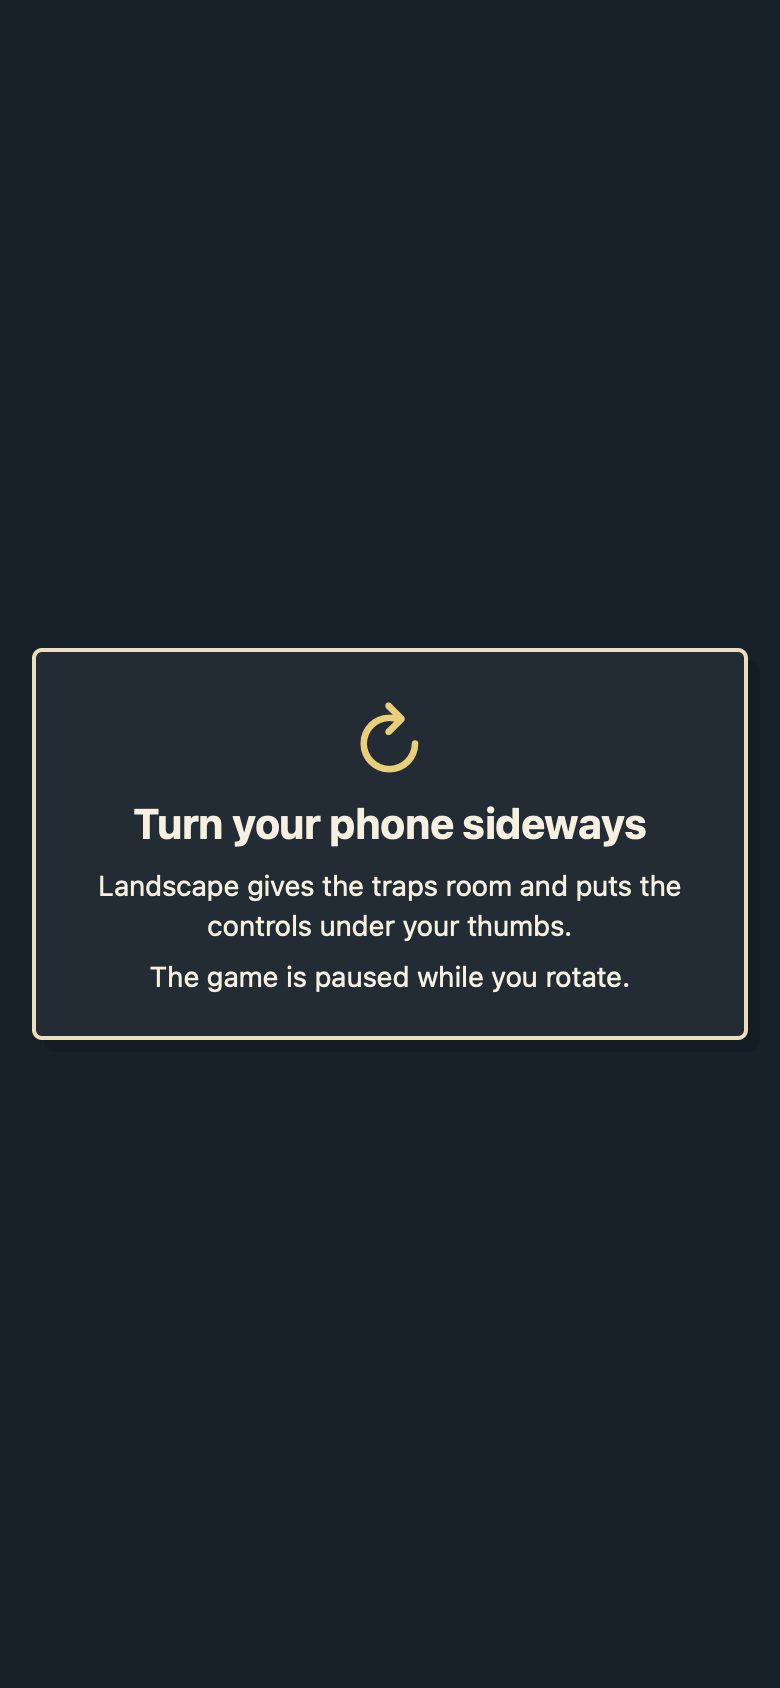 Turn your phone sideways
Landscape gives the traps room and puts the
controls under your thumbs.
The game is paused while you rotate.